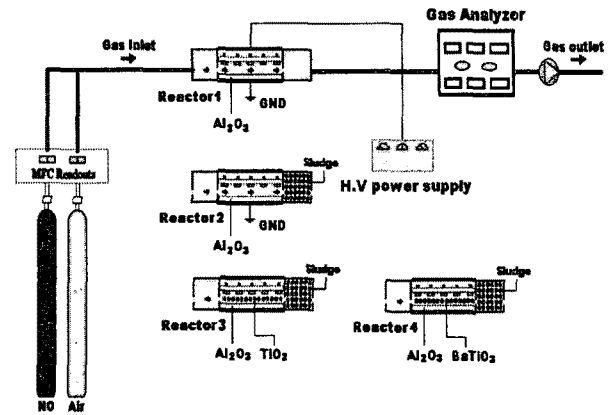 Gas Analyzer
Gas inlet
Gas outlet
Reactor1
GND
Al₂O₃
MFC Readouts
H.V power supply
Sludge
Reactor2
GND
Al₂O₃
Sludge
Sludge
Reactor3
Reactor4
Al₂O₃ TiO₂
Al₂O₃ BaTiO₃
NO Air